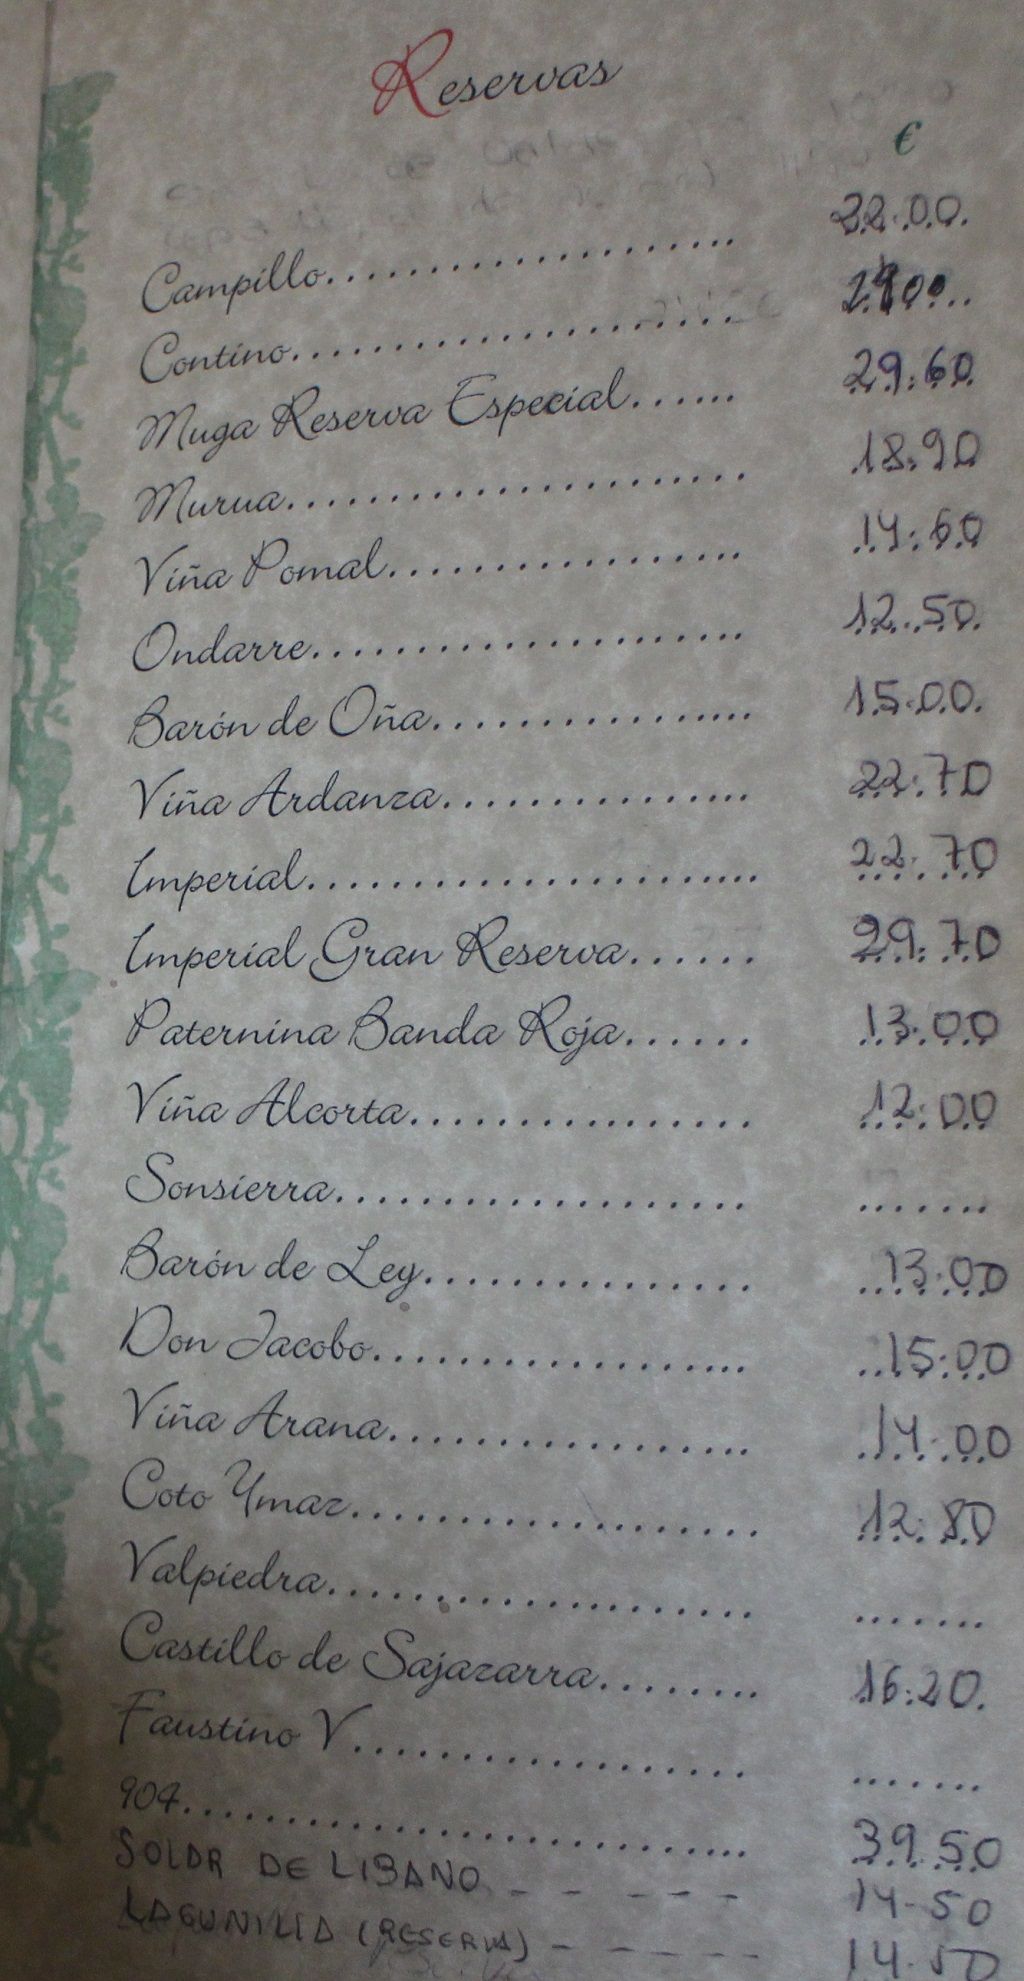 Reservas
€
Campillo................... 22.00.
Contino...................... 2900..
Muga Reserva Especial...... 29.60
Murua....................... 18.90
Viña Pomal.................. 14.60
Ondarre...................... 12.50.
Barón de Oña................ 15.00.
Viña Ardanza............... 22.70
Imperial....................... 22.70
Imperial Gran Reserva...... 29.70
Paternina Banda Roja...... 13.00
Viña Alcorta................ 12.00
Sonsierra.................... .......
Barón de Ley................ 13.00
Don Jacobo.................. 15.00
Viña Arana.................. 14.00
Coto Ymaz................... 12.80
Valpiedra..................... .......
Castillo de Sajazarra........ 16.20.
Faustino V................... .......
904............................ 39.50
SOLAR DE LIBANO - - - - - 14-50
LAGUNILLA (RESERVA) - - - - - 14.50